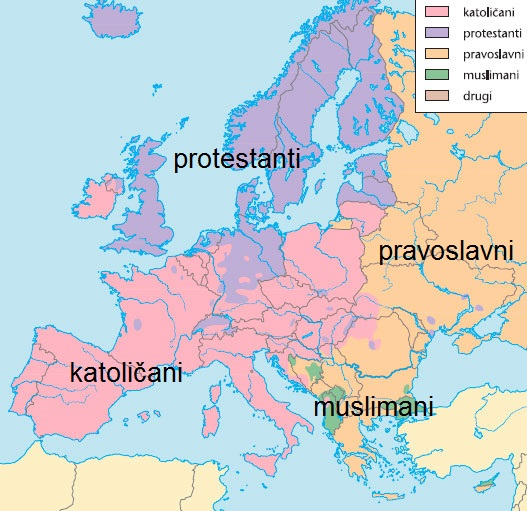 katoličani
protestanti
pravoslavni
muslimani
drugi
protestanti
pravoslavni
katoličani
muslimani